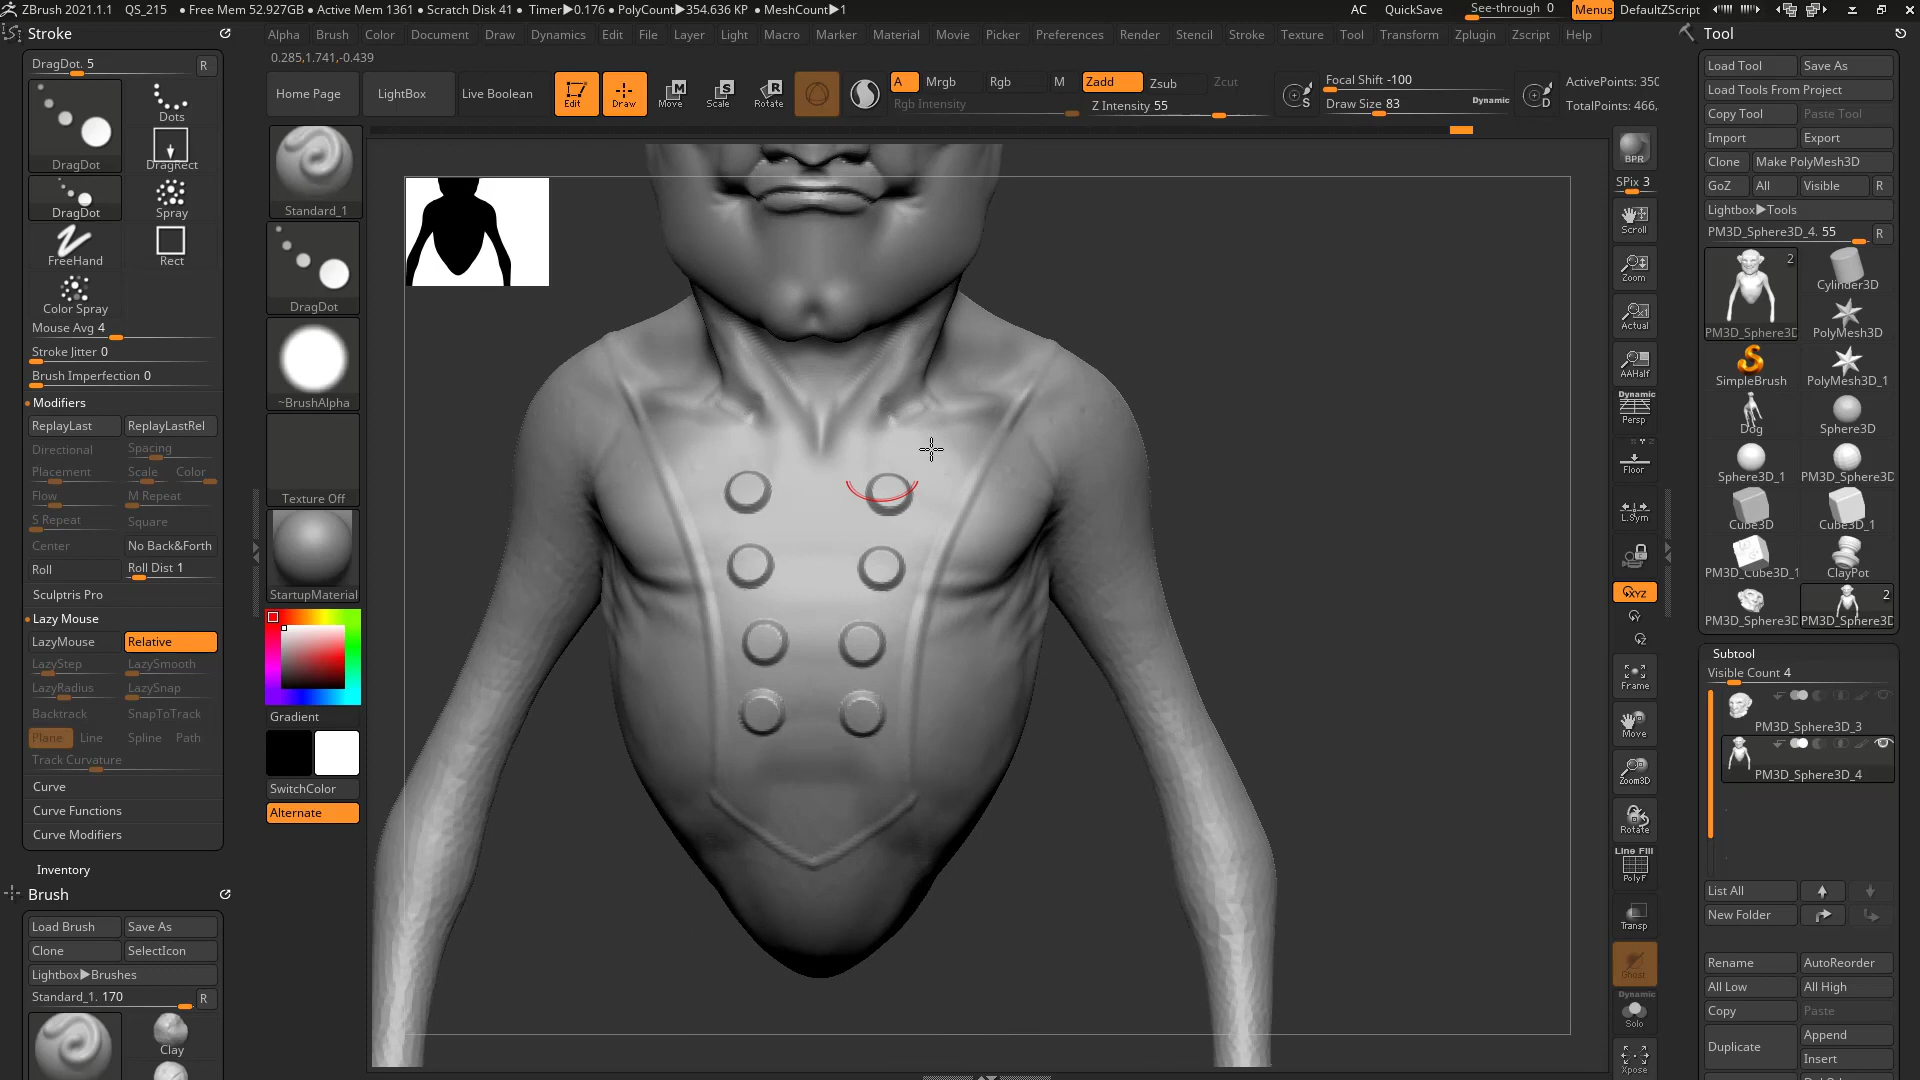 ZBrush 2021.1.1 QS_215 • Free Mem 52.927GB • Active Mem 1361 • Scratch Disk 41 • Timer▶0.176 • PolyCount▶354.636 KP • MeshCount▶1 AC QuickSave See-through 0 Menus DefaultZScript
Stroke
Alpha Brush Color Document Draw Dynamics Edit File Layer Light Macro Marker Material Movie Picker Preferences Render Stencil Stroke Texture Tool Transform Zplugin Zscript Help
Tool
0.285,1.741,-0.439
DragDot. 5 R
Home Page LightBox Live Boolean Edit Draw Move Scale Rotate
A Mrgb Rgb M Zadd Zsub Zcut
Rgb Intensity Z Intensity 55
Focal Shift -100
Draw Size 83 Dynamic
S D
ActivePoints: 350
TotalPoints: 466,
DragDot Dots
DragRect
DragDot Spray
FreeHand Rect
Color Spray
Mouse Avg 4
Stroke Jitter 0
Brush Imperfection 0
Modifiers
ReplayLast ReplayLastRel
Directional Spacing
Placement Scale Color
Flow M Repeat
S Repeat Square
Center No Back&Forth
Roll Roll Dist 1
Sculptris Pro
Lazy Mouse
LazyMouse Relative
LazyStep LazySmooth
LazyRadius LazySnap
Backtrack SnapToTrack
Plane Line Spline Path
Track Curvature
Curve
Curve Functions
Curve Modifiers
Inventory
Brush
Load Brush Save As
Clone SelectIcon
Lightbox▶Brushes
Standard_1. 170 R
Clay
Standard_1
DragDot
~BrushAlpha
Texture Off
StartupMaterial
Gradient
SwitchColor
Alternate
BPR
SPix 3
Scroll
Zoom
Actual
AAHalf
Dynamic
Persp
Floor
L.Sym
XYZ
Y
Z
Frame
Move
Zoom3D
Rotate
Line Fill
PolyF
Transp
Ghost
Dynamic
Solo
Xpose
Load Tool Save As
Load Tools From Project
Copy Tool Paste Tool
Import Export
Clone Make PolyMesh3D
GoZ All Visible R
Lightbox▶Tools
PM3D_Sphere3D_4. 55 R
2
Cylinder3D
PM3D_Sphere3D PolyMesh3D
SimpleBrush PolyMesh3D_1
Dog Sphere3D
Sphere3D_1 PM3D_Sphere3D
Cube3D Cube3D_1
PM3D_Cube3D_1 ClayPot
2
PM3D_Sphere3D PM3D_Sphere3D
Subtool
Visible Count 4
PM3D_Sphere3D_3
PM3D_Sphere3D_4
List All
New Folder
Rename AutoReorder
All Low All High
Copy Paste
Duplicate Append
Insert